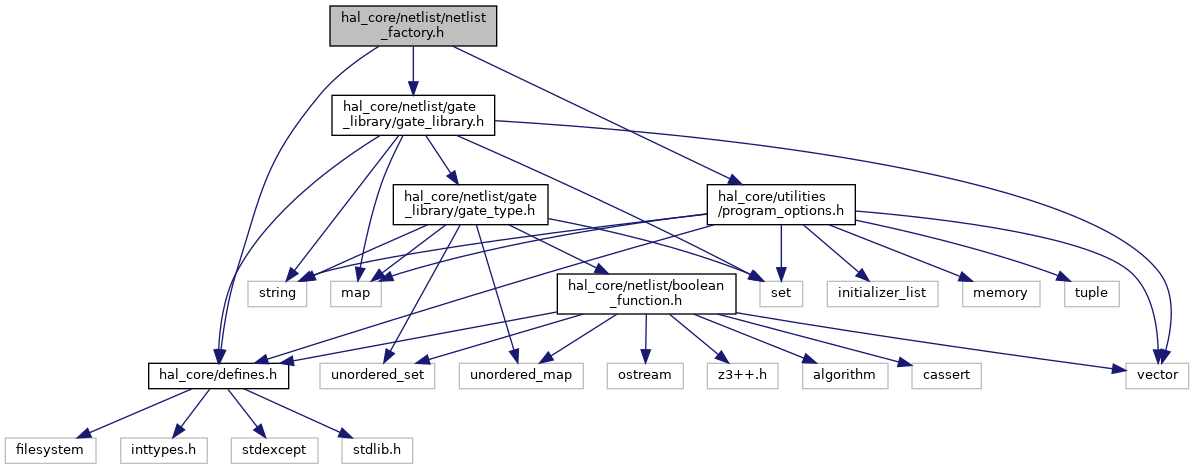 hal_core/netlist/netlist
_factory.h
hal_core/netlist/gate
_library/gate_library.h
hal_core/netlist/gate
_library/gate_type.h
hal_core/utilities
/program_options.h
string
map
hal_core/netlist/boolean
_function.h
set
initializer_list
memory
tuple
hal_core/defines.h
unordered_set
unordered_map
ostream
z3++.h
algorithm
cassert
vector
filesystem
inttypes.h
stdexcept
stdlib.h